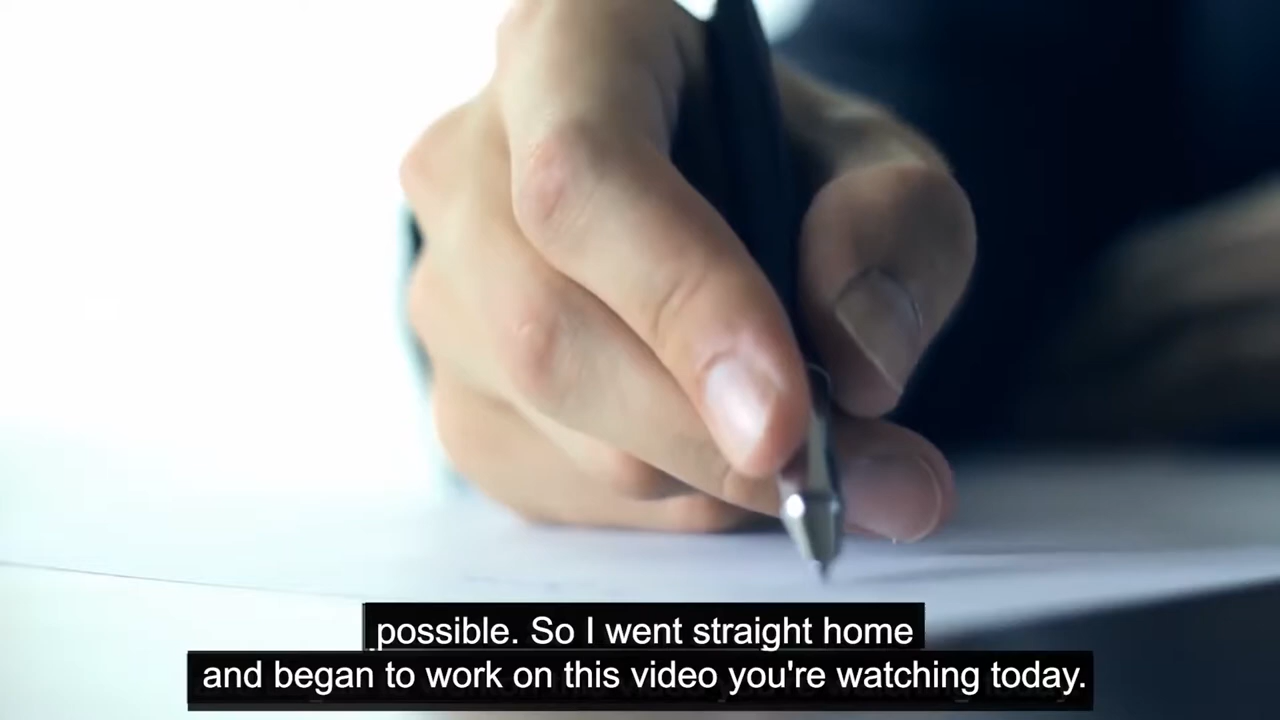 possible. So I went straight home
and began to work on this video you're watching today.